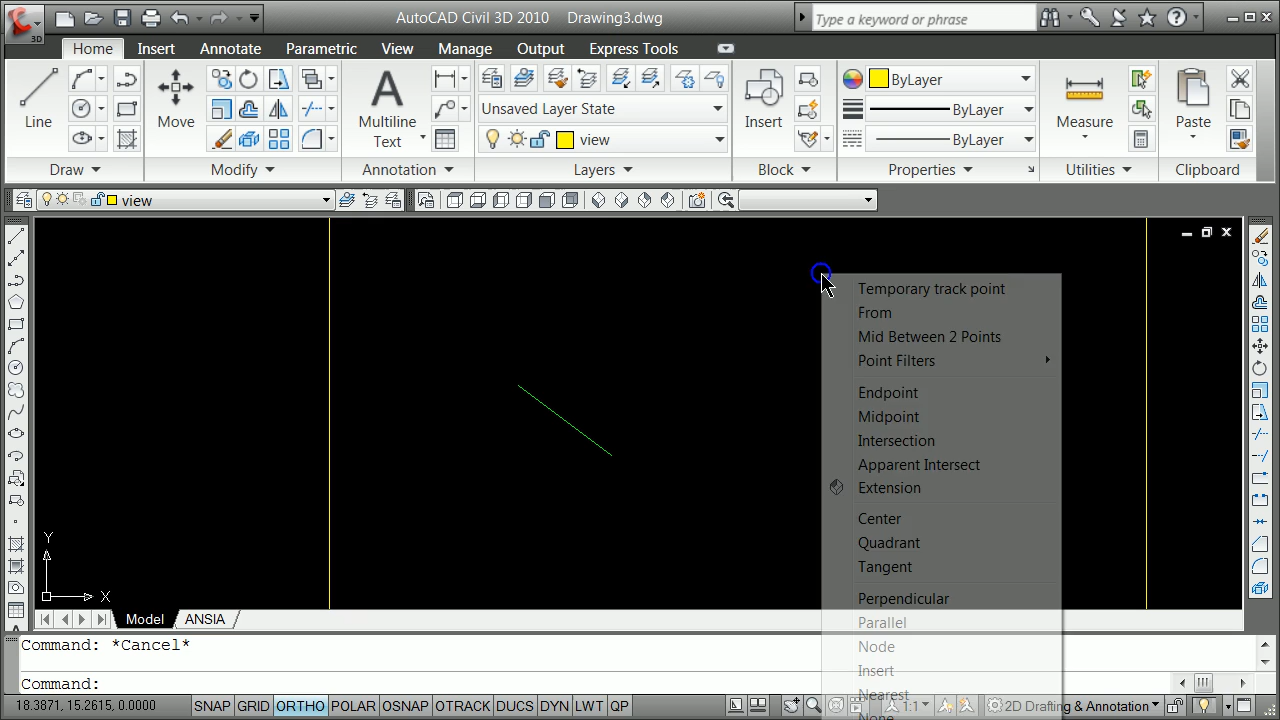 AutoCAD Civil 3D 2010 Drawing3.dwg
Type a keyword or phrase
3D
Home Insert Annotate Parametric View Manage Output Express Tools
Line Move Multiline Text Insert Measure Paste
Unsaved Layer State
view
ByLayer
ByLayer
ByLayer
Draw Modify Annotation Layers Block Properties Utilities Clipboard
view
Temporary track point
From
Mid Between 2 Points
Point Filters
Endpoint
Midpoint
Intersection
Apparent Intersect
Extension
Center
Quadrant
Tangent
Perpendicular
Parallel
Node
Insert
Nearest
None
Y
X
Model ANSIA
Command: *Cancel*
Command:
18.3871, 15.2615, 0.0000 SNAP GRID ORTHO POLAR OSNAP OTRACK DUCS DYN LWT QP 1:1 2D Drafting & Annotation